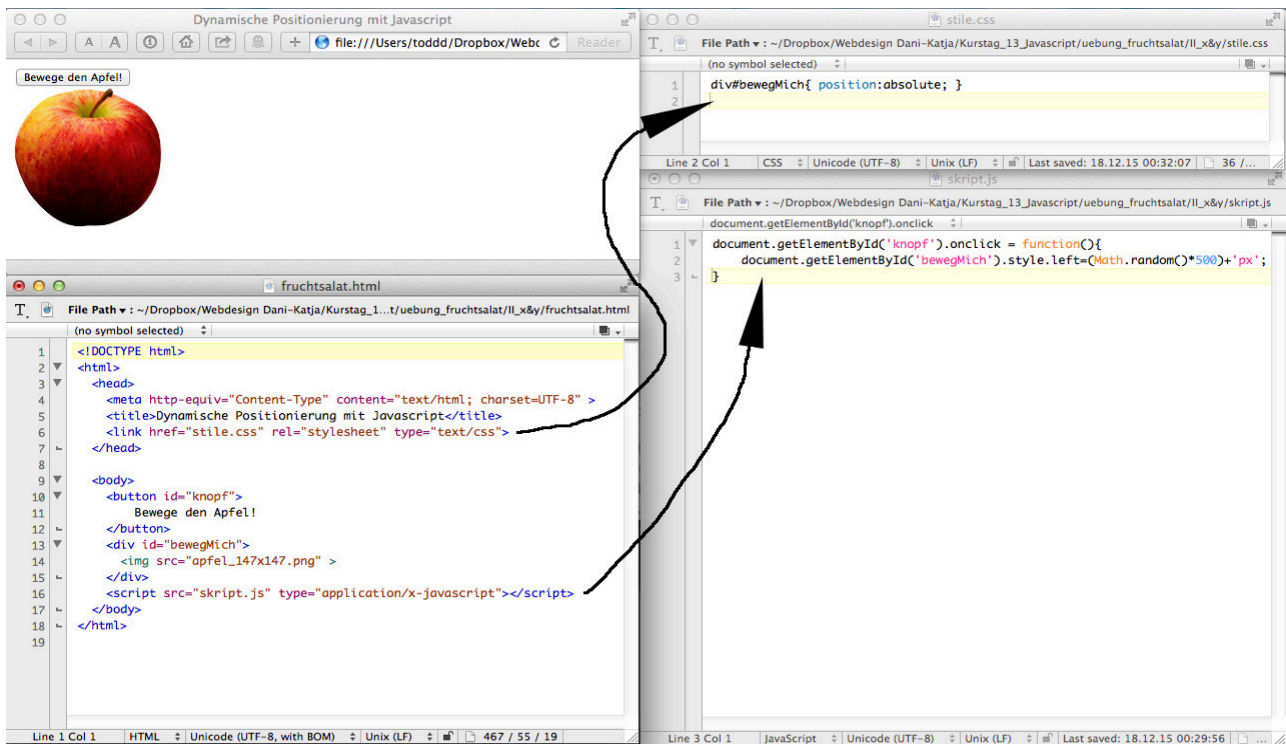 Dynamische Positionierung mit Javascript
A A + file:///Users/toddd/Dropbox/Webc Reader
Bewege den Apfel!
fruchtsalat.html
File Path ▾ : ~/Dropbox/Webdesign Dani-Katja/Kurstag_1...t/uebung_fruchtsalat/II_x&y/fruchtsalat.html
(no symbol selected)
1 <!DOCTYPE html>
2 <html>
3 <head>
4 <meta http-equiv="Content-Type" content="text/html; charset=UTF-8" >
5 <title>Dynamische Positionierung mit Javascript</title>
6 <link href="stile.css" rel="stylesheet" type="text/css">
7 </head>
8
9 <body>
10 <button id="knopf">
11 Bewege den Apfel!
12 </button>
13 <div id="bewegMich">
14 <img src="apfel_147x147.png" >
15 </div>
16 <script src="skript.js" type="application/x-javascript"></script>
17 </body>
18 </html>
19
Line 1 Col 1 HTML Unicode (UTF-8, with BOM) Unix (LF) 467 / 55 / 19
stile.css
File Path ▾ : ~/Dropbox/Webdesign Dani-Katja/Kurstag_13_Javascript/uebung_fruchtsalat/II_x&y/stile.css
(no symbol selected)
1 div#bewegMich{ position:absolute; }
2
Line 2 Col 1 CSS Unicode (UTF-8) Unix (LF) Last saved: 18.12.15 00:32:07 36 /...
skript.js
File Path ▾ : ~/Dropbox/Webdesign Dani-Katja/Kurstag_13_Javascript/uebung_fruchtsalat/II_x&y/skript.js
document.getElementById('knopf').onclick
1 document.getElementById('knopf').onclick = function(){
2 document.getElementById('bewegMich').style.left=(Math.random()*500)+'px';
3 }
Line 3 Col 1 JavaScript Unicode (UTF-8) Unix (LF) Last saved: 18.12.15 00:29:56 ...